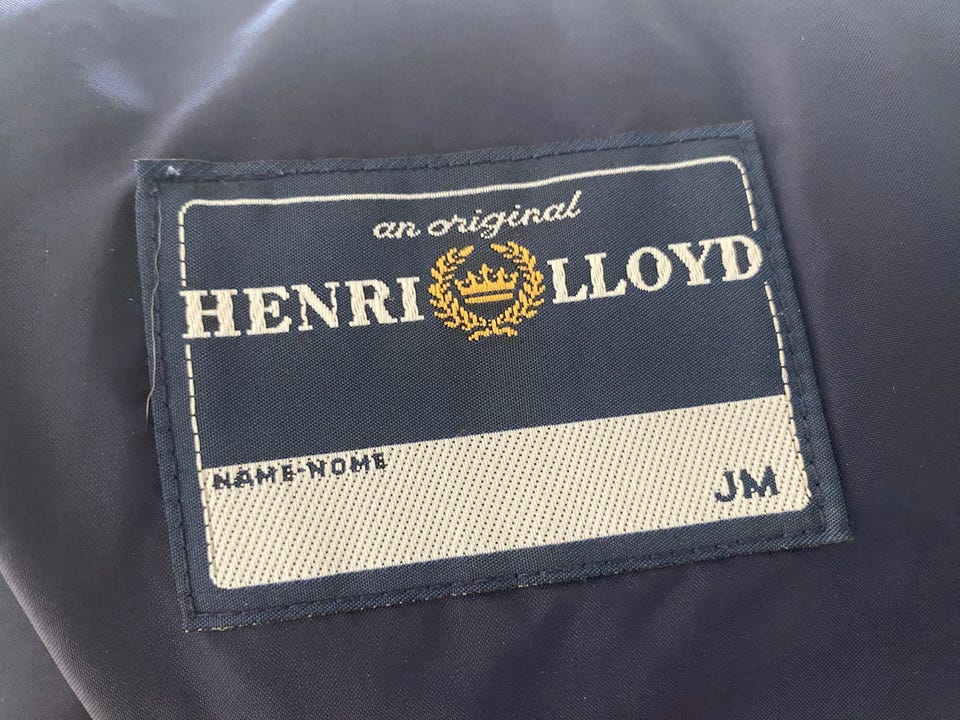 an original
HENRI LLOYD
NAME-NOME
JM